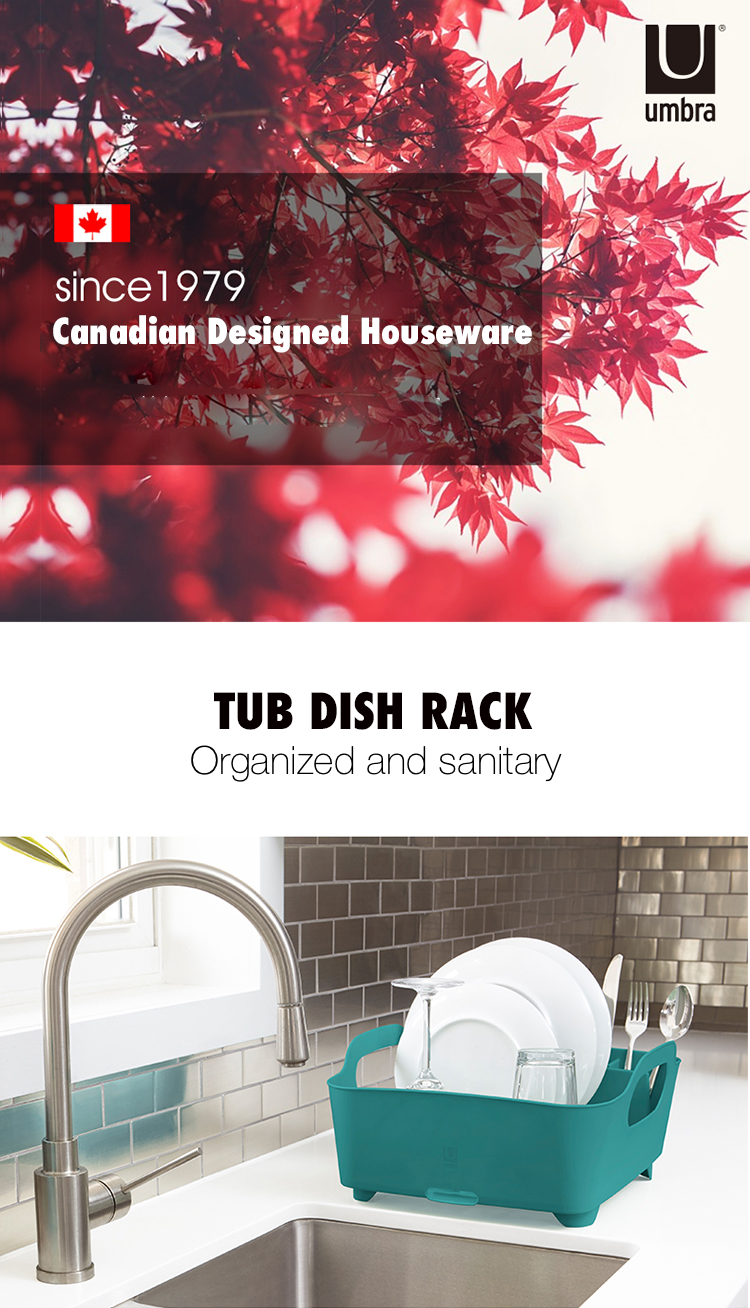 umbra®
since1979
Canadian Designed Houseware
TUB DISH RACK
Organized and sanitary